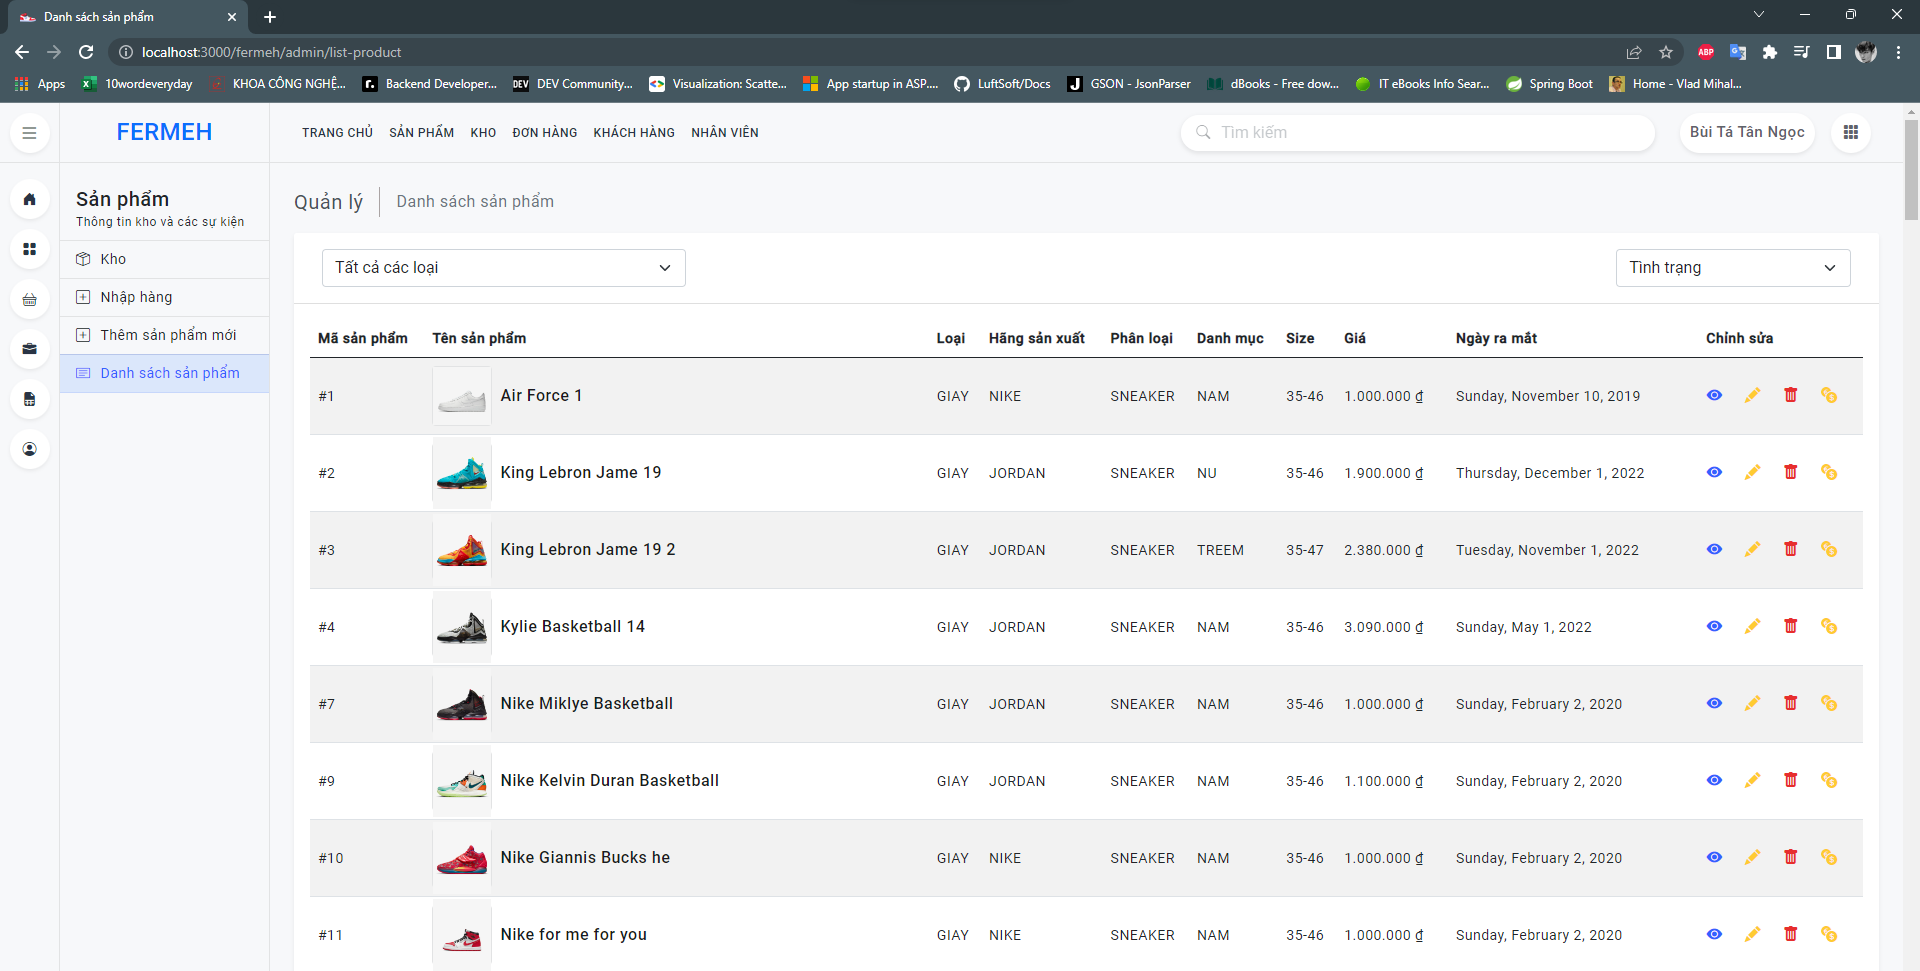 Danh sách sản phẩm
localhost:3000/fermeh/admin/list-product
ABP
Apps
10wordeveryday
KHOA CÔNG NGHỆ...
Backend Developer...
DEV Community...
Visualization: Scatte...
App startup in ASP....
LuftSoft/Docs
GSON - JsonParser
dBooks - Free dow...
IT eBooks Info Sear...
Spring Boot
Home - Vlad Mihal...
FERMEH
TRANG CHỦ SẢN PHẨM KHO ĐƠN HÀNG KHÁCH HÀNG NHÂN VIÊN
Tìm kiếm
Bùi Tá Tân Ngọc
Sản phẩm
Thông tin kho và các sự kiện
Kho
Nhập hàng
Thêm sản phẩm mới
Danh sách sản phẩm
Quản lý
Danh sách sản phẩm
Tất cả các loại
Tình trạng
Mã sản phẩm Tên sản phẩm Loại Hãng sản xuất Phân loại Danh mục Size Giá Ngày ra mắt Chỉnh sửa
#1 Air Force 1 GIAY NIKE SNEAKER NAM 35-46 1.000.000 ₫ Sunday, November 10, 2019
#2 King Lebron Jame 19 GIAY JORDAN SNEAKER NU 35-46 1.900.000 ₫ Thursday, December 1, 2022
#3 King Lebron Jame 19 2 GIAY JORDAN SNEAKER TREEM 35-47 2.380.000 ₫ Tuesday, November 1, 2022
#4 Kylie Basketball 14 GIAY JORDAN SNEAKER NAM 35-46 3.090.000 ₫ Sunday, May 1, 2022
#7 Nike Miklye Basketball GIAY JORDAN SNEAKER NAM 35-46 1.000.000 ₫ Sunday, February 2, 2020
#9 Nike Kelvin Duran Basketball GIAY JORDAN SNEAKER NAM 35-46 1.100.000 ₫ Sunday, February 2, 2020
#10 Nike Giannis Bucks he GIAY NIKE SNEAKER NAM 35-46 1.000.000 ₫ Sunday, February 2, 2020
#11 Nike for me for you GIAY NIKE SNEAKER NAM 35-46 1.000.000 ₫ Sunday, February 2, 2020